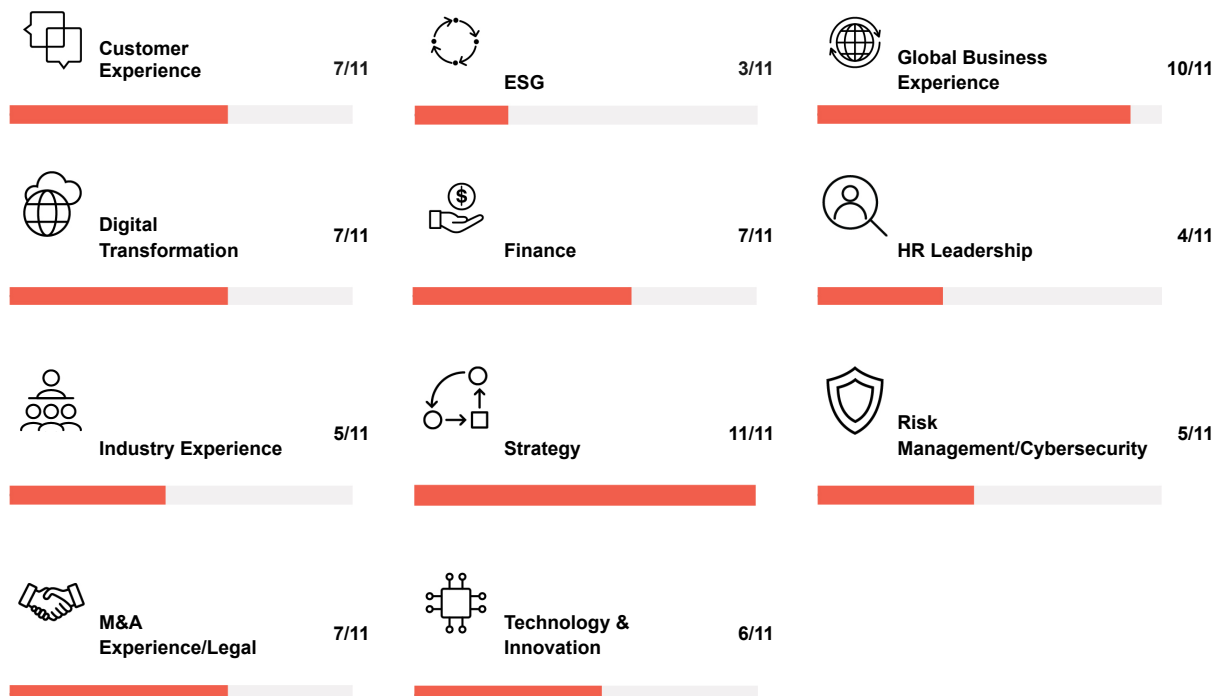 Customer
Experience
7/11
ESG
3/11
Global Business
Experience
10/11
Digital
Transformation
7/11
$
Finance
7/11
HR Leadership
4/11
Industry Experience
5/11
Strategy
11/11
Risk
Management/Cybersecurity
5/11
M&A
Experience/Legal
7/11
Technology &
Innovation
6/11